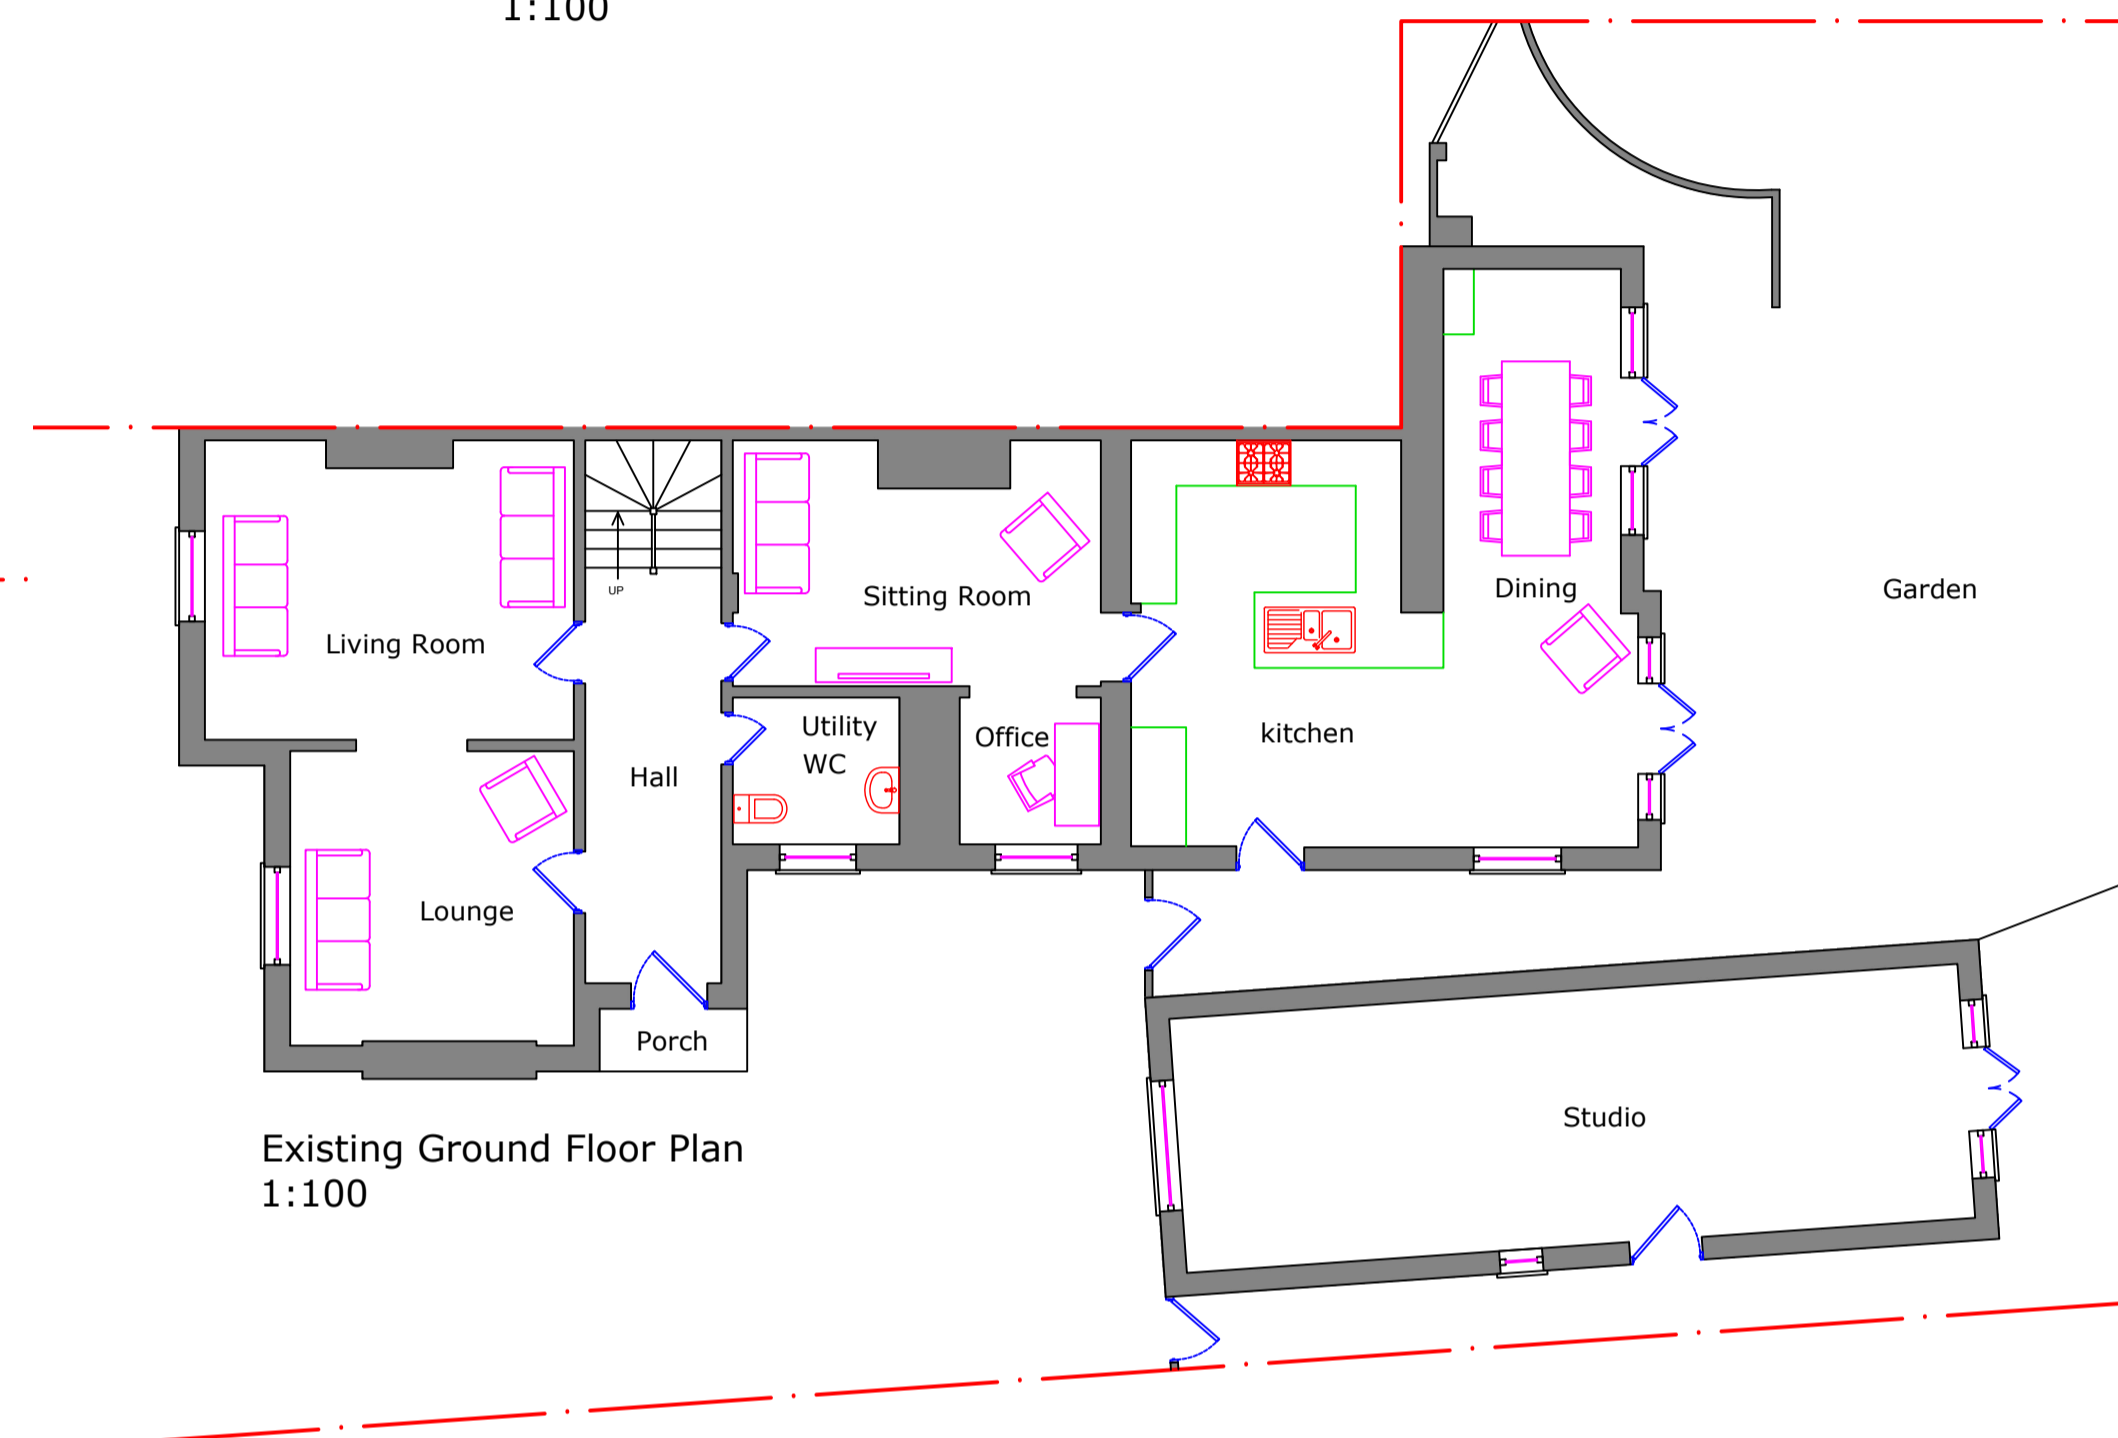 1:100
Dining
Garden
UP
Sitting Room
Living Room
Utility
WC
Office
kitchen
Hall
Lounge
Porch
Studio
Existing Ground Floor Plan
1:100